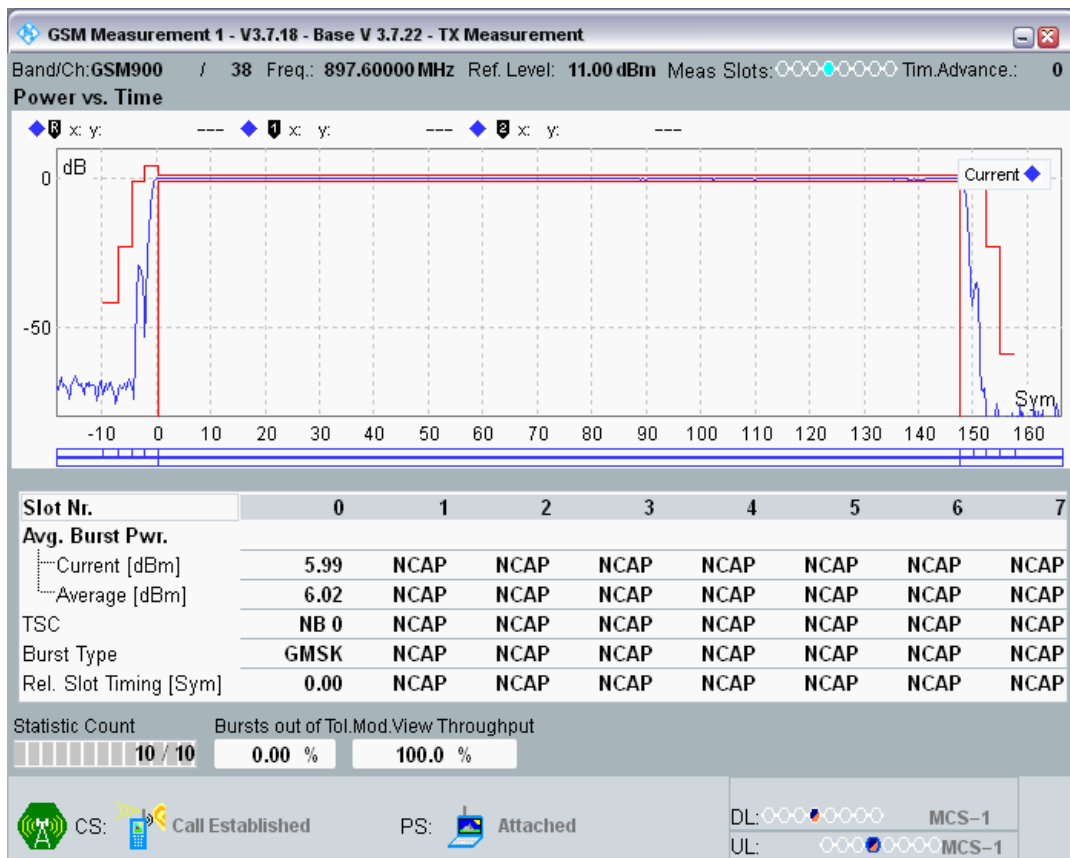 GSM Measurement 1 - V3.7.18 - Base V 3.7.22 - TX Measurement
Band/Ch:GSM900 / 38 Freq.: 897.60000 MHz Ref. Level: 11.00 dBm Meas Slots: Tim.Advance.: 0
Power vs. Time
R x: y: --- 1 x: y: --- 2 x: y: ---
dB
Current
0
-50
Sym
-10 0 10 20 30 40 50 60 70 80 90 100 110 120 130 140 150 160
Slot Nr. 0 1 2 3 4 5 6 7
Avg. Burst Pwr.
Current [dBm] 5.99 NCAP NCAP NCAP NCAP NCAP NCAP NCAP
Average [dBm] 6.02 NCAP NCAP NCAP NCAP NCAP NCAP NCAP
TSC NB 0 NCAP NCAP NCAP NCAP NCAP NCAP NCAP
Burst Type GMSK NCAP NCAP NCAP NCAP NCAP NCAP NCAP
Rel. Slot Timing [Sym] 0.00 NCAP NCAP NCAP NCAP NCAP NCAP NCAP
Statistic Count Bursts out of Tol.Mod.View Throughput
10 / 10 0.00 % 100.0 %
CS: Call Established PS: Attached
DL: MCS-1
UL: MCS-1